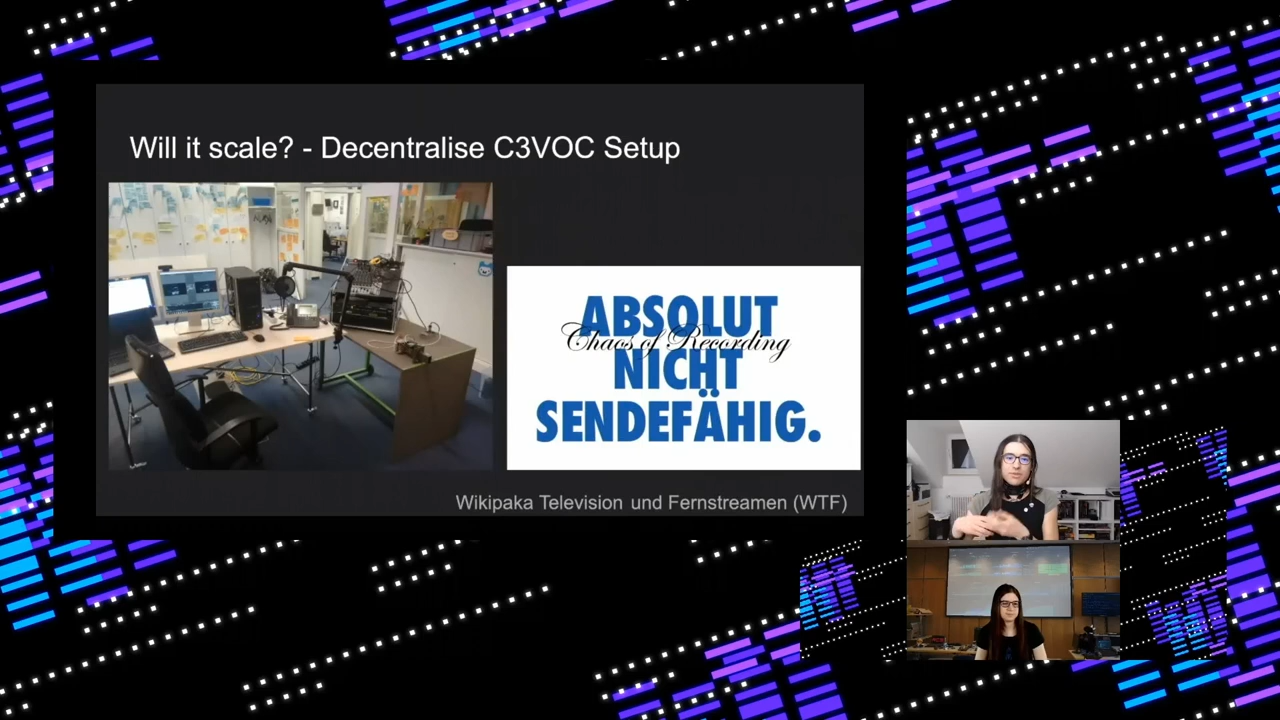 Will it scale? - Decentralise C3VOC Setup
ABSOLUT
Chaos of Recording
NICHT
SENDEFÄHIG.
Wikipaka Television und Fernstreamen (WTF)